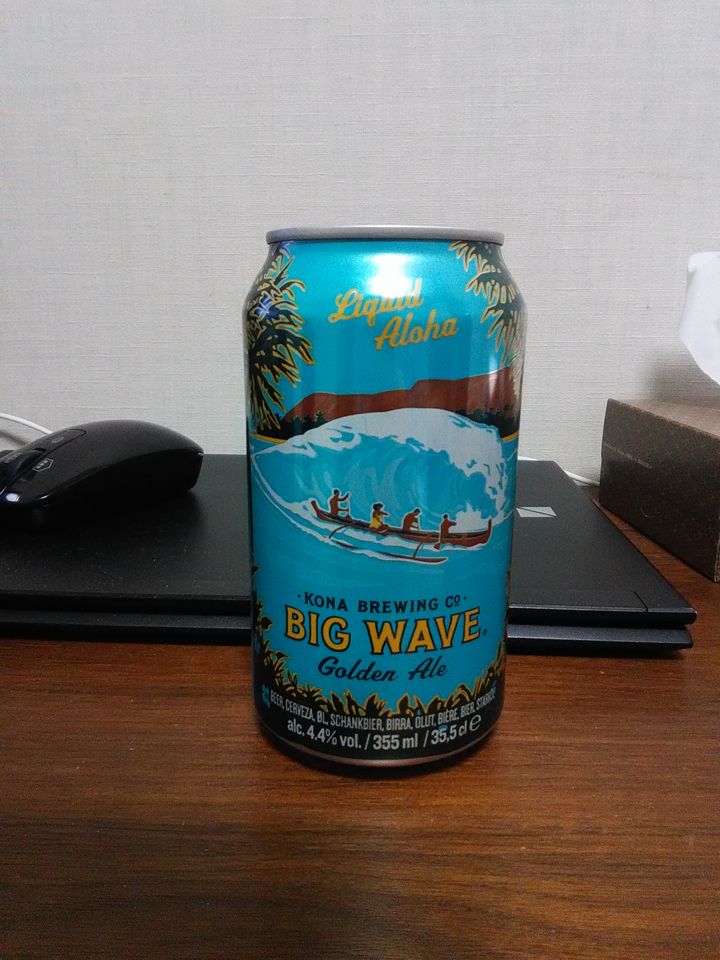 Liquid
Aloha
·KONA BREWING Cº·
BIG WAVE
Golden Ale
BEER, CERVEZA, ØL, SCHANKBIER, BIRRA, OLUT, BIÈRE, BIER, STARKÖL
alc. 4.4% vol. / 355 ml / 35,5 cl e